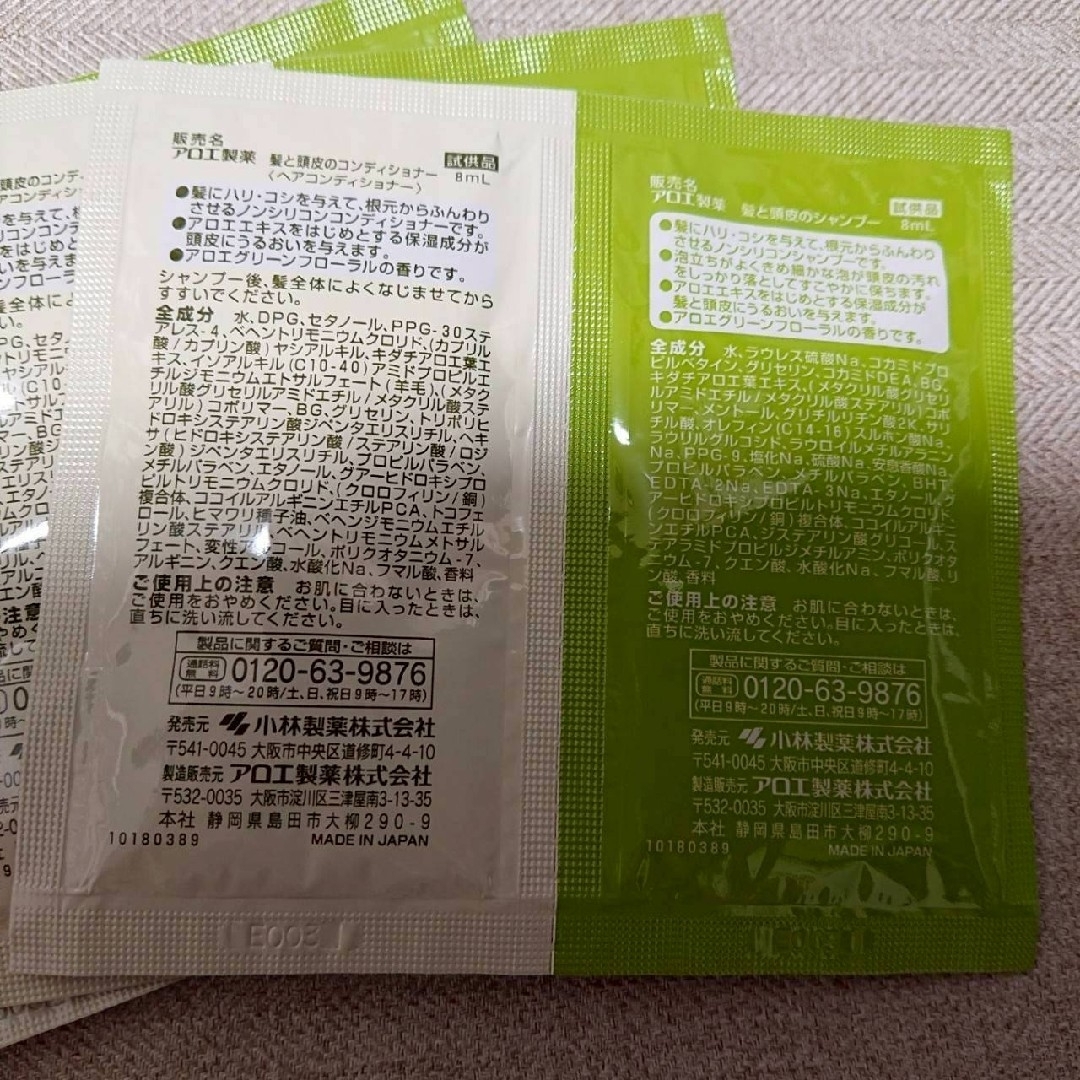 販売名
アロエ製薬 髪と頭皮のコンディショナー
〈ヘアコンディショナー〉
試供品
8mL
●髪にハリ・コシを与えて、根元からふんわり
させるノンシリコンコンディショナーです。
●アロエエキスをはじめとする保湿成分が
頭皮にうるおいを与えます。
●アロエグリーンフローラルの香りです。
シャンプー後、髪全体によくなじませてから
すすいでください。
全成分 水、DPG、セタノール、PPG-30ステ
アレス-4、ベヘントリモニウムクロリド、(カプリル
酸/カプリン酸)ヤシアルキル、キダチアロエ葉エ
キス、イソアルキル(C10-40)アミドプロピルエ
チルジモニウムエトサルフェート(羊毛)、(メタク
リル酸グリセリルアミドエチル/メタクリル酸ステ
アリル)コポリマー、BG、グリセリン、トリポリヒ
ドロキシステアリン酸ジペンタエリスリチル、ヘキ
サ(ヒドロキシステアリン酸/ステアリン酸/ロジ
ン酸)ジペンタエリスリチル、プロピルパラベン、
メチルパラベン、エタノール、グアーヒドロキシプロ
ピルトリモニウムクロリド、(クロロフィリン/銅)
複合体、ココイルアルギニンエチルPCA、トコフェ
ロール、ヒマワリ種子油、ベヘンジモニウムエチル
リン酸ステアリル、ベヘントリモニウムメトサル
フェート、変性アルコール、ポリクオタニウム-7、
アルギニン、クエン酸、水酸化Na、フマル酸、香料
ご使用上の注意 お肌に合わないときは、
ご使用をおやめください。目に入ったときは、
直ちに洗い流してください。
製品に関するご質問・ご相談は
通話料無料 0120-63-9876
(平日9時〜20時/土、日、祝日9時〜17時)
発売元 小林製薬株式会社
〒541-0045 大阪市中央区道修町4-4-10
製造販売元 アロエ製薬株式会社
〒532-0035 大阪市淀川区三津屋南3-13-35
本社 静岡県島田市大柳290-9
10180389 MADE IN JAPAN
E003
販売名
アロエ製薬 髪と頭皮のシャンプー
試供品
8mL
●髪にハリ・コシを与えて、根元からふんわり
させるノンシリコンシャンプーです。
●泡立ちがよくきめ細かな泡が頭皮の汚れ
をしっかり落としてすこやかに保ちます。
●アロエエキスをはじめとする保湿成分が
髪と頭皮にうるおいを与えます。
●アロエグリーンフローラルの香りです。
全成分 水、ラウレス硫酸Na、コカミドプロ
ピルベタイン、グリセリン、コカミドDEA、BG、
キダチアロエ葉エキス、(メタクリル酸グリセリ
ルアミドエチル/メタクリル酸ステアリル)コポ
リマー、メントール、グリチルリチン酸2K、サリ
チル酸、オレフィン(C14-16)スルホン酸Na、
ラウリルグルコシド、ラウロイルメチルアラニン
Na、PPG-9、塩化Na、硫酸Na、安息香酸Na、
プロピルパラベン、メチルパラベン、BHT、
EDTA-2Na、EDTA-3Na、エタノール、グ
アーヒドロキシプロピルトリモニウムクロリド、
(クロロフィリン/銅)複合体、ココイルアルギニ
ンエチルPCA、ジステアリン酸グリコール、ス
テアラミドプロピルジメチルアミン、ポリクオタ
ニウム-7、クエン酸、水酸化Na、フマル酸、リ
ン酸、香料
ご使用上の注意 お肌に合わないときは、
ご使用をおやめください。目に入ったときは、
直ちに洗い流してください。
製品に関するご質問・ご相談は
通話料無料 0120-63-9876
(平日9時〜20時/土、日、祝日9時〜17時)
発売元 小林製薬株式会社
〒541-0045 大阪市中央区道修町4-4-10
製造販売元 アロエ製薬株式会社
〒532-0035 大阪市淀川区三津屋南3-13-35
本社 静岡県島田市大柳290-9
10180389 MADE IN JAPAN